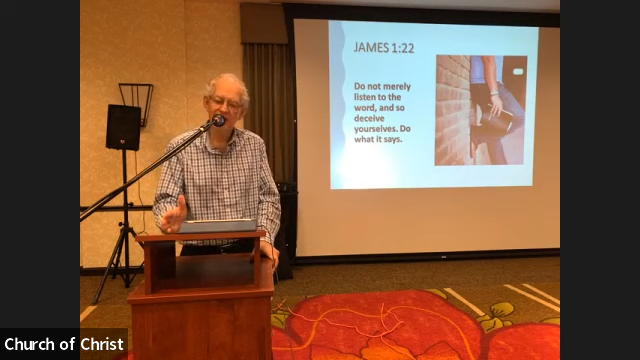 JAMES 1:22
Do not merely
listen to the
word, and so
deceive
yourselves. Do
what it says.
Church of Christ